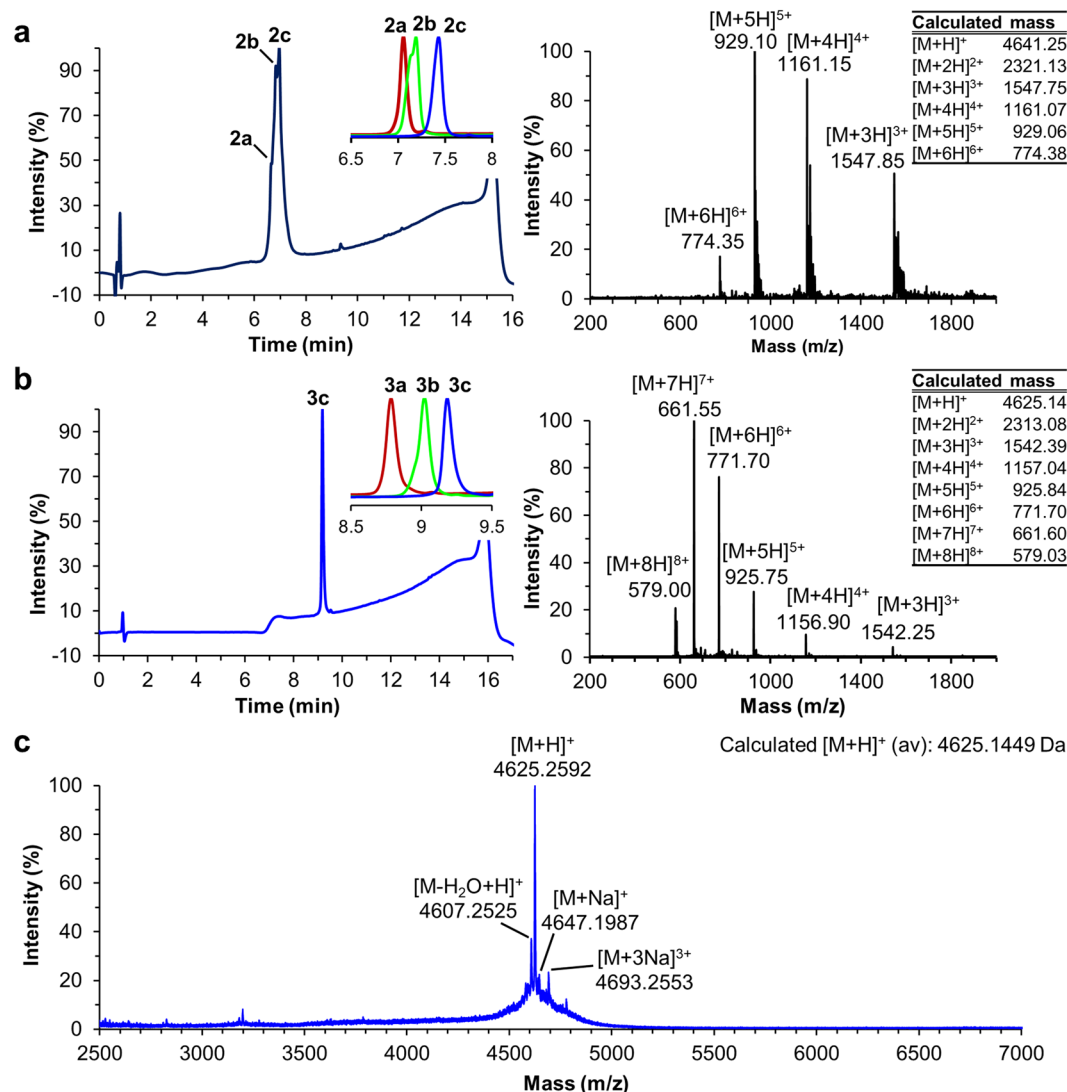 a
2b 2c
2a
90
70
50
30
10
-10
Intensity (%)
0 2 4 6 8 10 12 14 16
Time (min)
2a 2b 2c
6.5 7 7.5 8
[M+5H]5+
929.10
[M+4H]4+
1161.15
[M+3H]3+
1547.85
[M+6H]6+
774.35
100
80
60
40
20
0
Intensity (%)
200 600 1000 1400 1800
Mass (m/z)
Calculated mass
[M+H]+ 4641.25
[M+2H]2+ 2321.13
[M+3H]3+ 1547.75
[M+4H]4+ 1161.07
[M+5H]5+ 929.06
[M+6H]6+ 774.38
b
3c
90
70
50
30
10
-10
Intensity (%)
0 2 4 6 8 10 12 14 16
Time (min)
3a 3b 3c
8.5 9 9.5
[M+7H]7+
661.55
[M+6H]6+
771.70
[M+8H]8+
579.00
[M+5H]5+
925.75
[M+4H]4+
1156.90
[M+3H]3+
1542.25
100
80
60
40
20
0
Intensity (%)
200 600 1000 1400 1800
Mass (m/z)
Calculated mass
[M+H]+ 4625.14
[M+2H]2+ 2313.08
[M+3H]3+ 1542.39
[M+4H]4+ 1157.04
[M+5H]5+ 925.84
[M+6H]6+ 771.70
[M+7H]7+ 661.60
[M+8H]8+ 579.03
c
[M+H]+
4625.2592
Calculated [M+H]+ (av): 4625.1449 Da
[M-H2O+H]+
4607.2525
[M+Na]+
4647.1987
[M+3Na]3+
4693.2553
100
80
60
40
20
0
Intensity (%)
2500 3000 3500 4000 4500 5000 5500 6000 6500 7000
Mass (m/z)